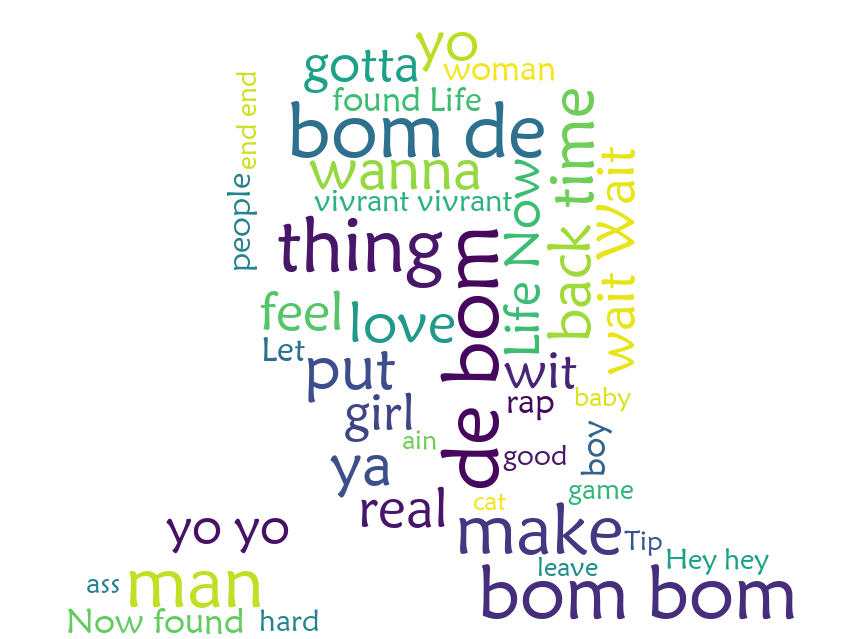 yo
gotta
woman
end end
found Life
bom de
back time
wanna
wait Wait
Life Now
people
vivrant vivrant
thing
de bom
feel
love
Let
put
wit
rap
baby
girl
ain
boy
good
ya
game
real
cat
yo yo
make
Tip
Hey hey
leave
ass
man
bom bom
Now found
hard